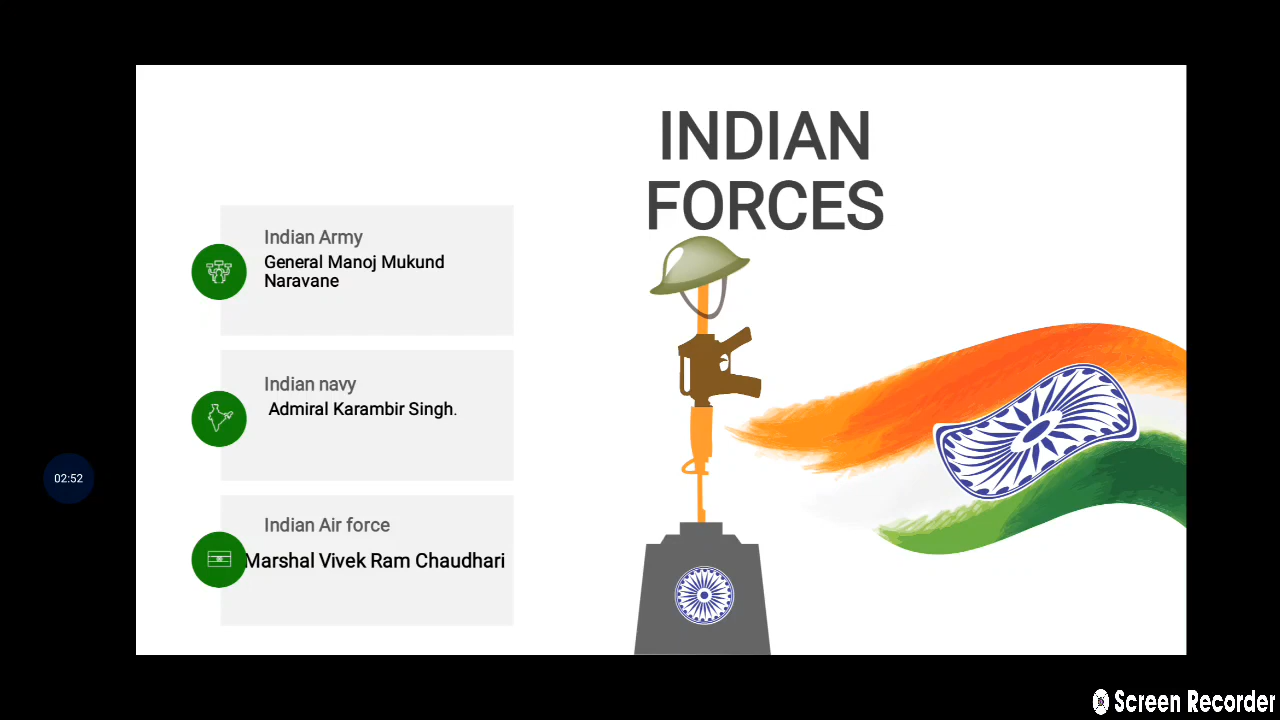 INDIAN
FORCES
Indian Army
General Manoj Mukund
Naravane
Indian navy
Admiral Karambir Singh.
Indian Air force
Marshal Vivek Ram Chaudhari
02:52
Screen Recorder